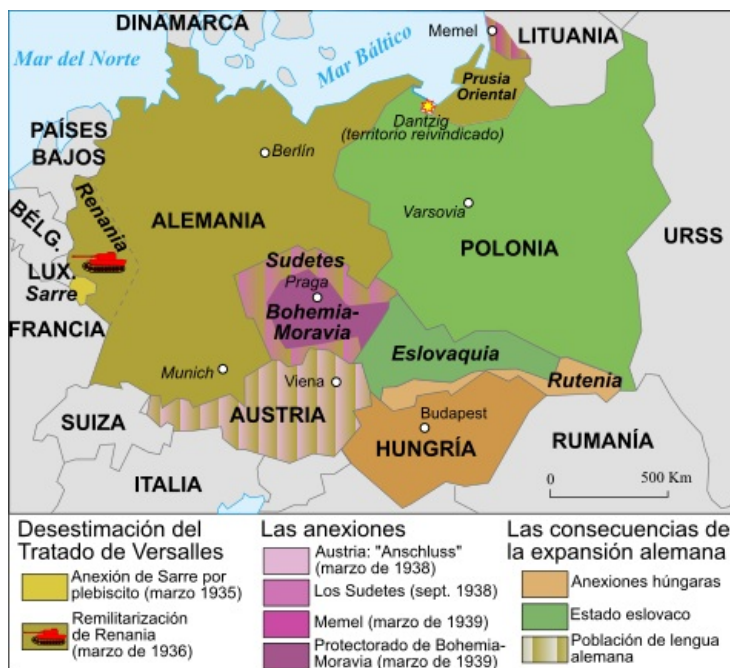 DINAMARCA
Mar del Norte
Mar Báltico
Memel
LITUANIA
Prusia
Oriental
Dantzig
(territorio reivindicado)
PAÍSES
BAJOS
Berlín
Renania
BÉLG.
ALEMANIA
Varsovia
POLONIA
URSS
LUX.
Sarre
Sudetes
Praga
Bohemia-
Moravia
FRANCIA
Eslovaquia
Rutenia
Munich
Viena
AUSTRIA
SUIZA
Budapest
HUNGRÍA
RUMANÍA
ITALIA
0
500 Km
Desestimación del
Tratado de Versalles
Anexión de Sarre por
plebiscito (marzo 1935)
Remilitarización
de Renania
(marzo de 1936)
Las anexiones
Austria: "Anschluss"
(marzo de 1938)
Los Sudetes (sept. 1938)
Memel (marzo de 1939)
Protectorado de Bohemia-
Moravia (marzo de 1939)
Las consecuencias de
la expansión alemana
Anexiones húngaras
Estado eslovaco
Población de lengua
alemana